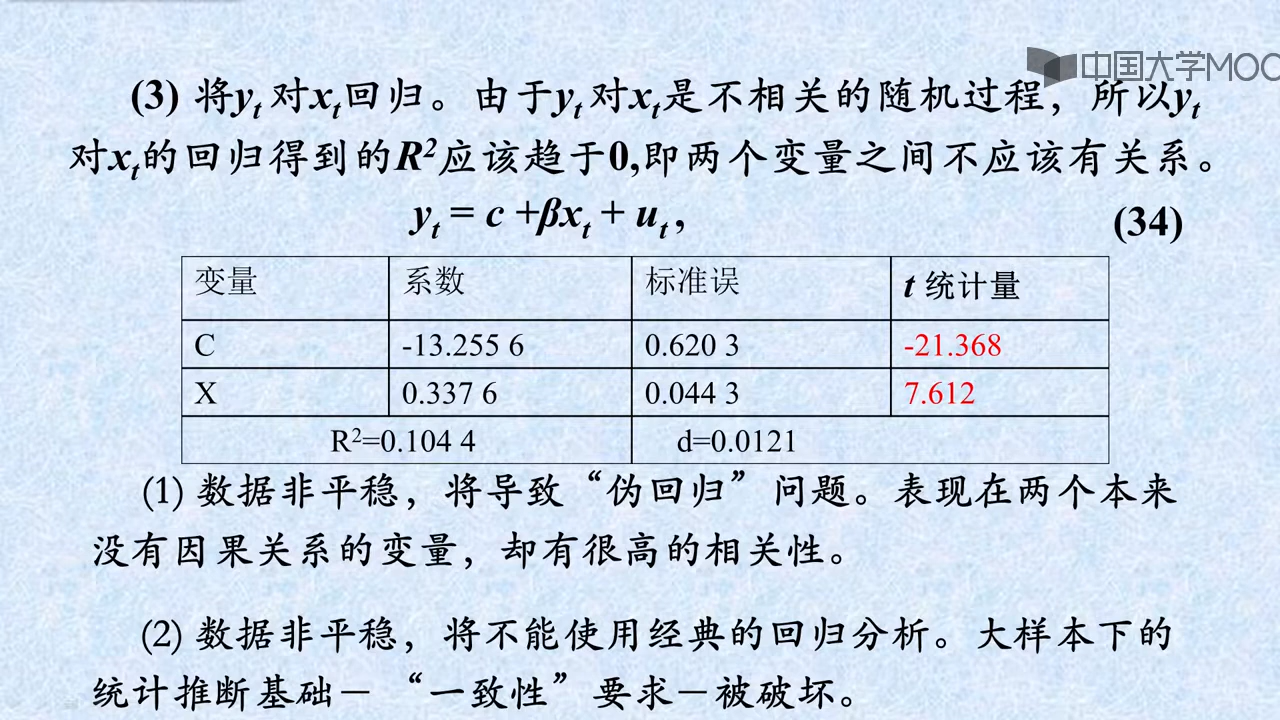 中国大学MOO
(3) 将yt对xt回归。由于yt对xt是不相关的随机过程，所以yt
对xt的回归得到的R²应该趋于0,即两个变量之间不应该有关系。
yt = c +βxt + ut , (34)
变量 系数 标准误 t 统计量
C -13.255 6 0.620 3 -21.368
X 0.337 6 0.044 3 7.612
R²=0.104 4 d=0.0121
(1) 数据非平稳，将导致“伪回归”问题。表现在两个本来
没有因果关系的变量，却有很高的相关性。
(2) 数据非平稳，将不能使用经典的回归分析。大样本下的
统计推断基础－ “一致性”要求－被破坏。